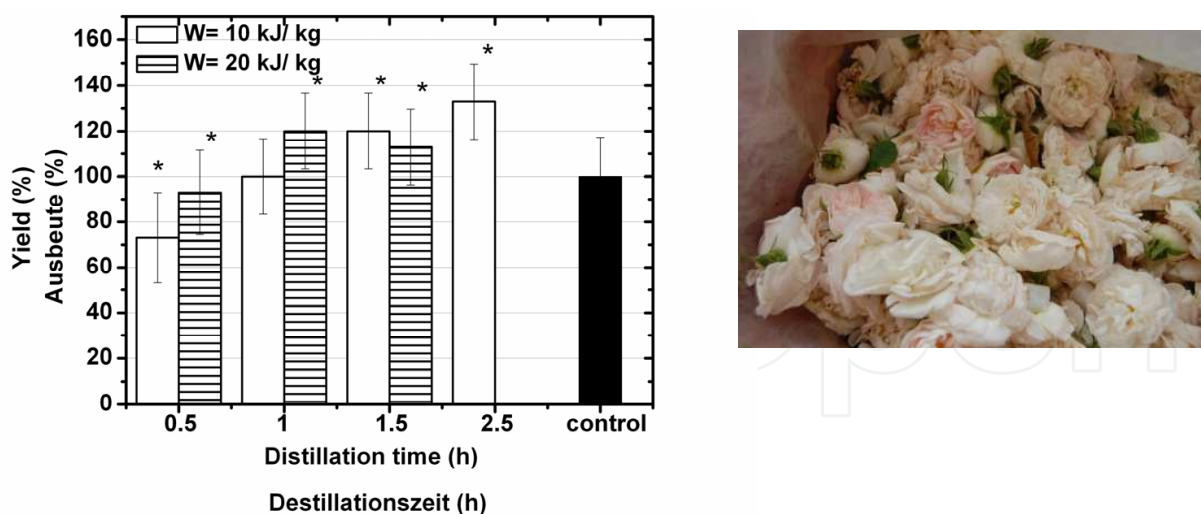 W= 10 kJ/ kg
W= 20 kJ/ kg
Yield (%)
Ausbeute (%)
160
140
120
100
80
60
40
20
0
* * * * * *
0.5 1 1.5 2.5 control
Distillation time (h)
Destillationszeit (h)